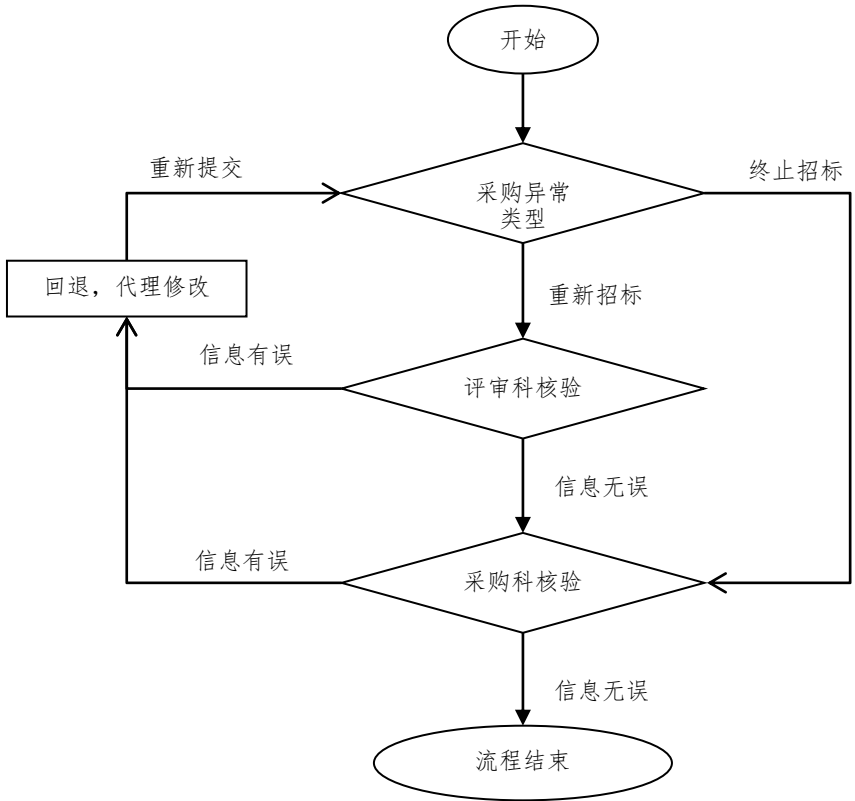 开始
重新提交
终止招标
采购异常
类型
回退，代理修改
重新招标
信息有误
评审科核验
信息无误
信息有误
采购科核验
信息无误
流程结束